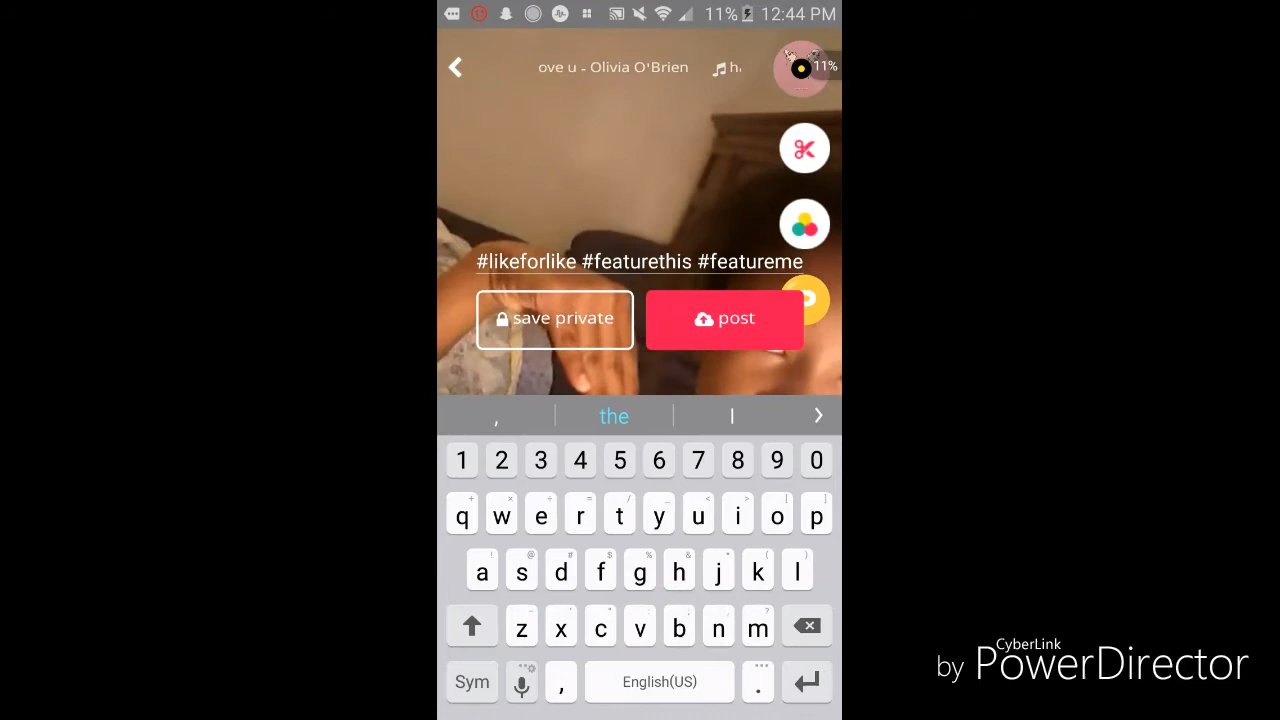 11% 12:44 PM
ove u - Olivia O'Brien h
11%
#likeforlike #featurethis #featureme
save private post
, the I
1 2 3 4 5 6 7 8 9 0
q w e r t y u i o p
a s d f g h j k l
z x c v b n m
Sym , English(US) .
CyberLink
by PowerDirector